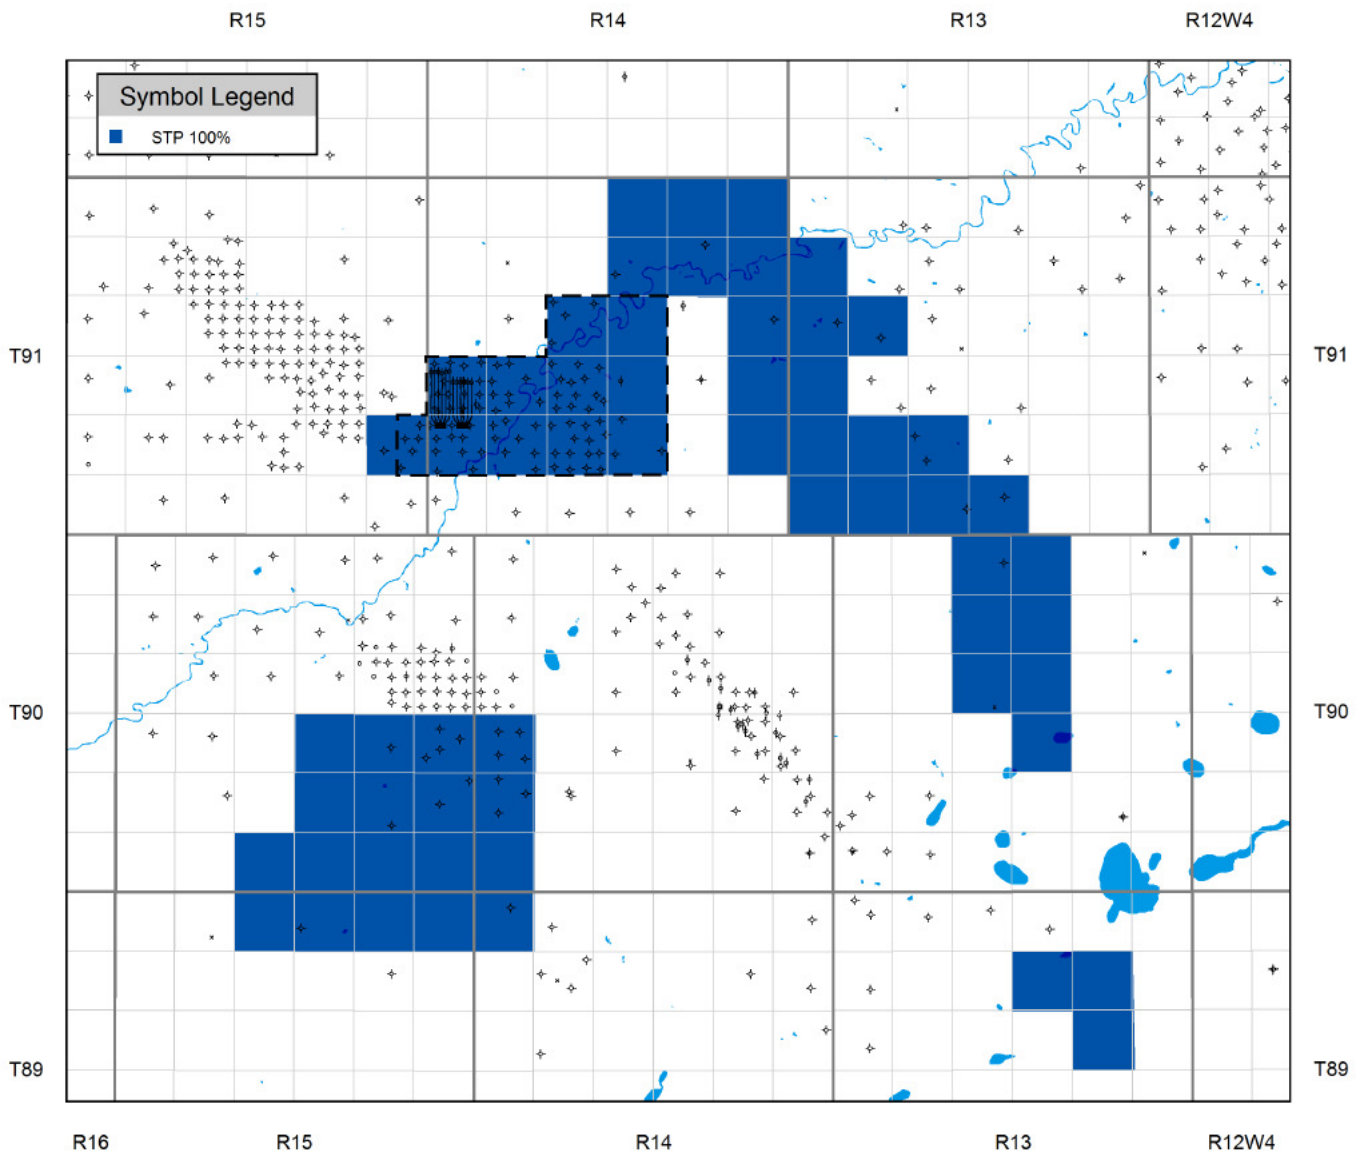 R15 R14 R13 R12W4
Symbol Legend
STP 100%
T91 T91
T90 T90
T89 T89
R16 R15 R14 R13 R12W4